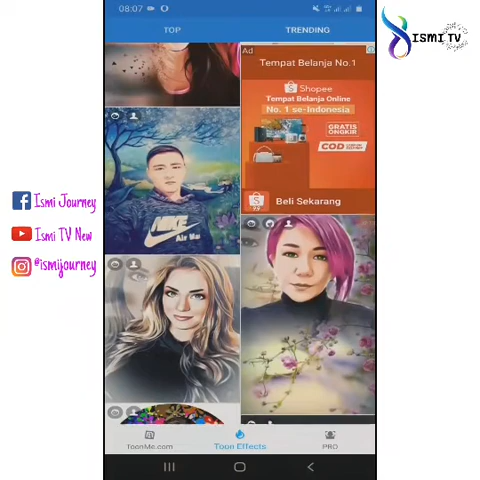 08:07
TOP
TRENDING
ISMI TV
Ad
Tempat Belanja No.1
Shopee
Tempat Belanja Online
No. 1 se-Indonesia
GRATIS
ONGKIR
COD
Beli Sekarang
NIKE
Ismi Journey
Ismi TV New
@ismijourney
ToonMe.com
Toon Effects
PRO